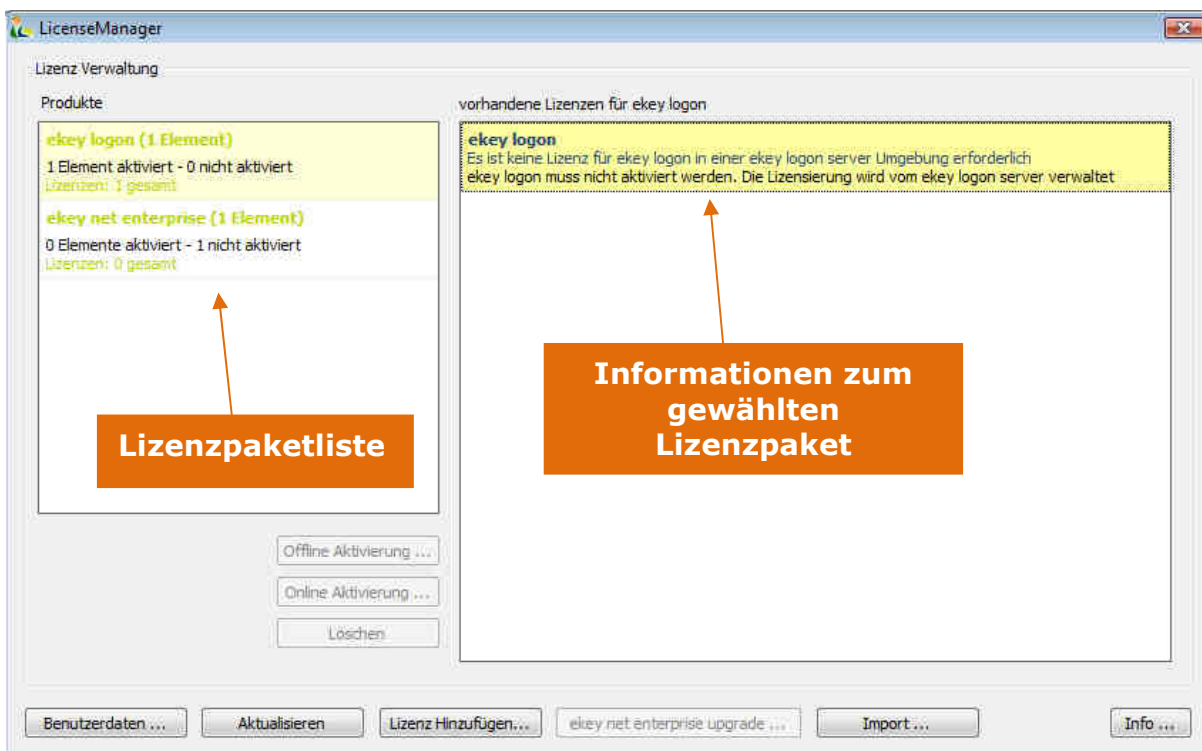 LicenseManager
Lizenz Verwaltung
Produkte
ekey logon (1 Element)
1 Element aktiviert - 0 nicht aktiviert
Lizenzen: 1 gesamt
ekey net enterprise (1 Element)
0 Elemente aktiviert - 1 nicht aktiviert
Lizenzen: 0 gesamt
Lizenzpaketliste
vorhandene Lizenzen für ekey logon
ekey logon
Es ist keine Lizenz für ekey logon in einer ekey logon server Umgebung erforderlich
ekey logon muss nicht aktiviert werden. Die Lizensierung wird vom ekey logon server verwaltet
Informationen zum
gewählten
Lizenzpaket
Offline Aktivierung ...
Online Aktivierung ...
Löschen
Benutzerdaten ...
Aktualisieren
Lizenz Hinzufügen...
ekey net enterprise upgrade ...
Import ...
Info ...